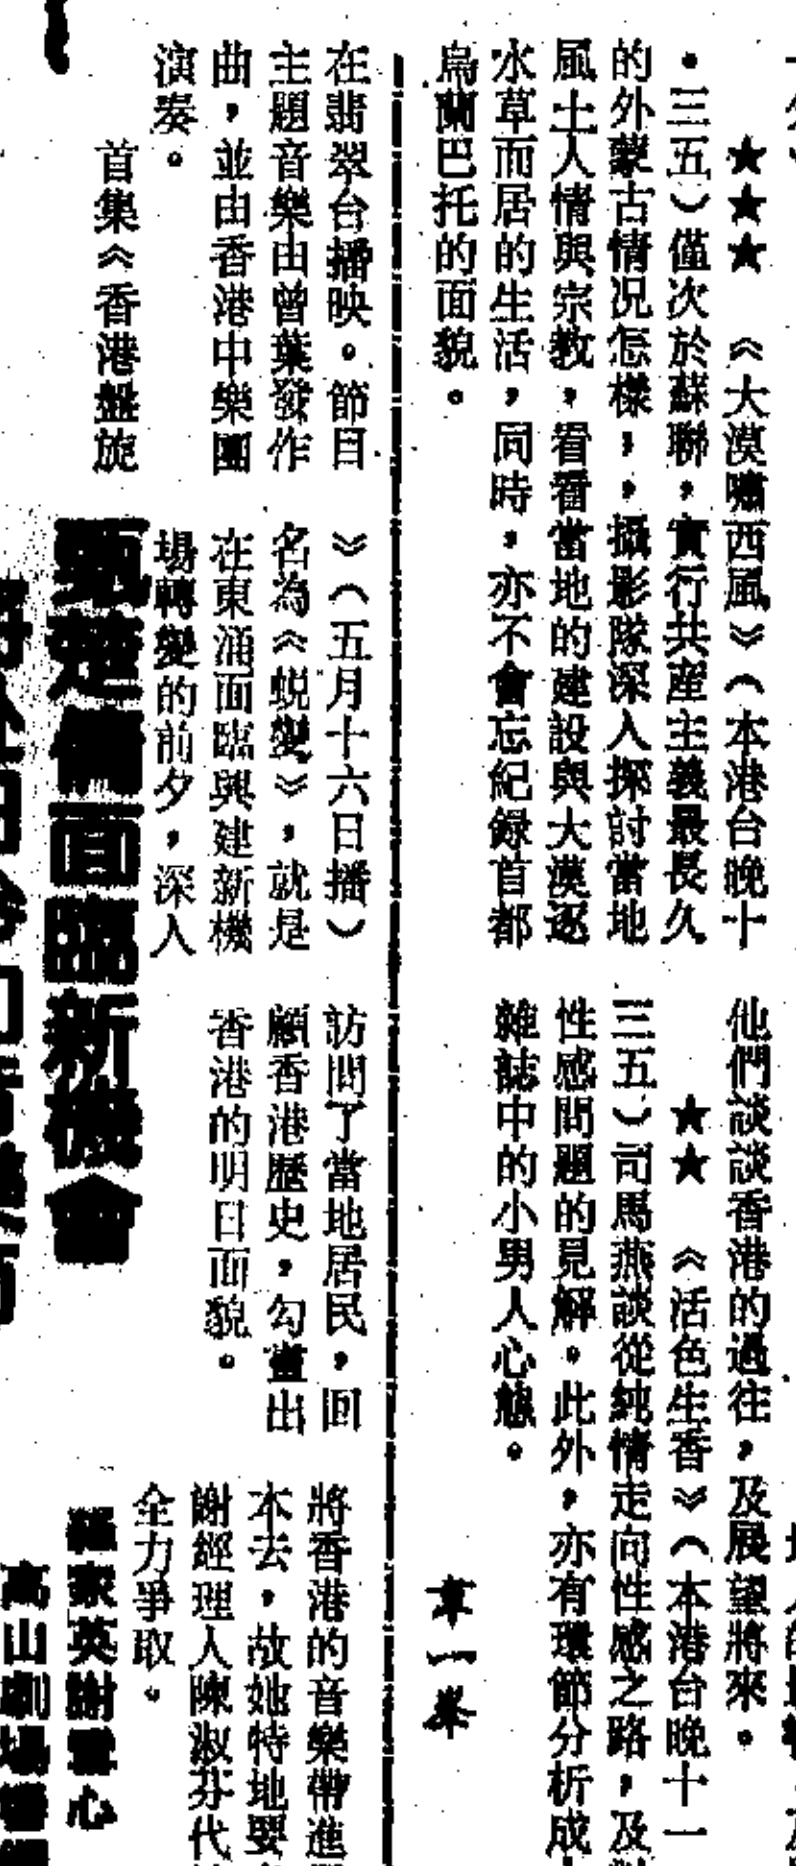 ★★★　《大漠嘯西風》（本港台晚十
・三五）僅次於蘇聯，實行共產主義最長久
的外蒙古情況怎樣，，攝影隊深入探討當地
風土人情與宗教，看看當地的建設與大漠逐
水草而居的生活，同時，亦不會忘紀錄首都
烏蘭巴托的面貌。
他們談談香港的過往，及展望將來。
★★　《活色生香》（本港台晚十一
三五）司馬燕談從純情走向性感之路，及
性感問題的見解。此外，亦有環節分析成
雜誌中的小男人心態。
韋一峯
在翡翠台播映。節目
主題音樂由曾葉發作
曲，並由香港中樂團
演奏。
首集《香港盤旋
》（五月十六日播）
名為《蛻變》，就是
在東涌面臨興建新機
場轉變的前夕，深入
訪問了當地居民，回
顧香港歷史，勾畫出
香港的明日面貌。
甄楚倩面臨新機會
將香港的音樂帶進
本去，故她特地要
謝經理人陳淑芬代
全力爭取。
羅家英謝雪心
高山劇場